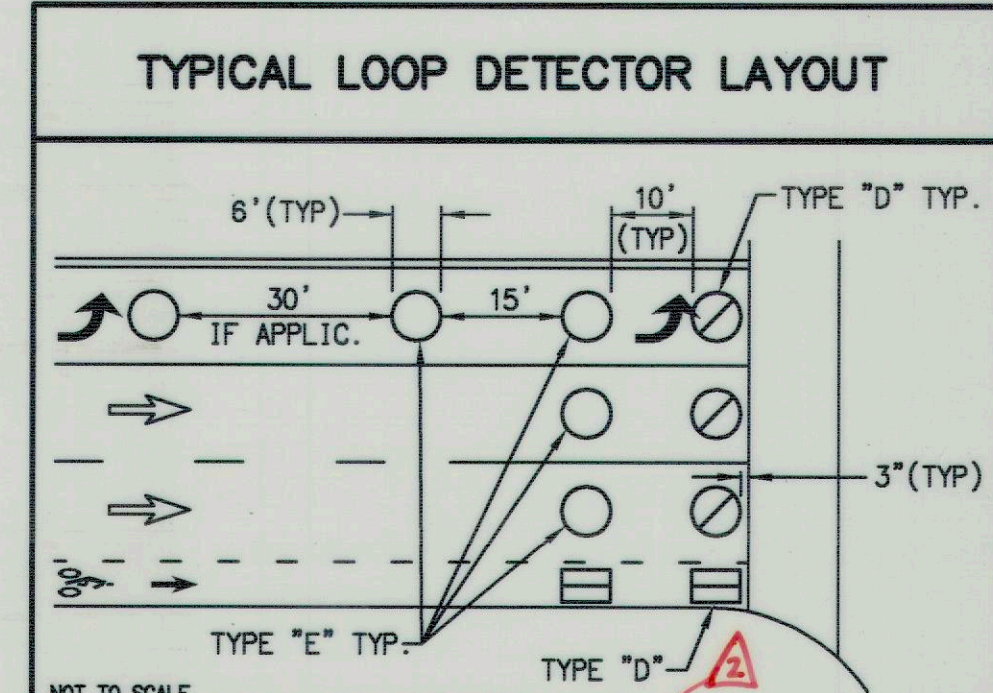 TYPICAL LOOP DETECTOR LAYOUT
6'(TYP)
10'
(TYP)
TYPE "D" TYP.
30'
IF APPLIC.
15'
3"(TYP)
TYPE "E" TYP.
TYPE "D"
2
NOT TO SCALE